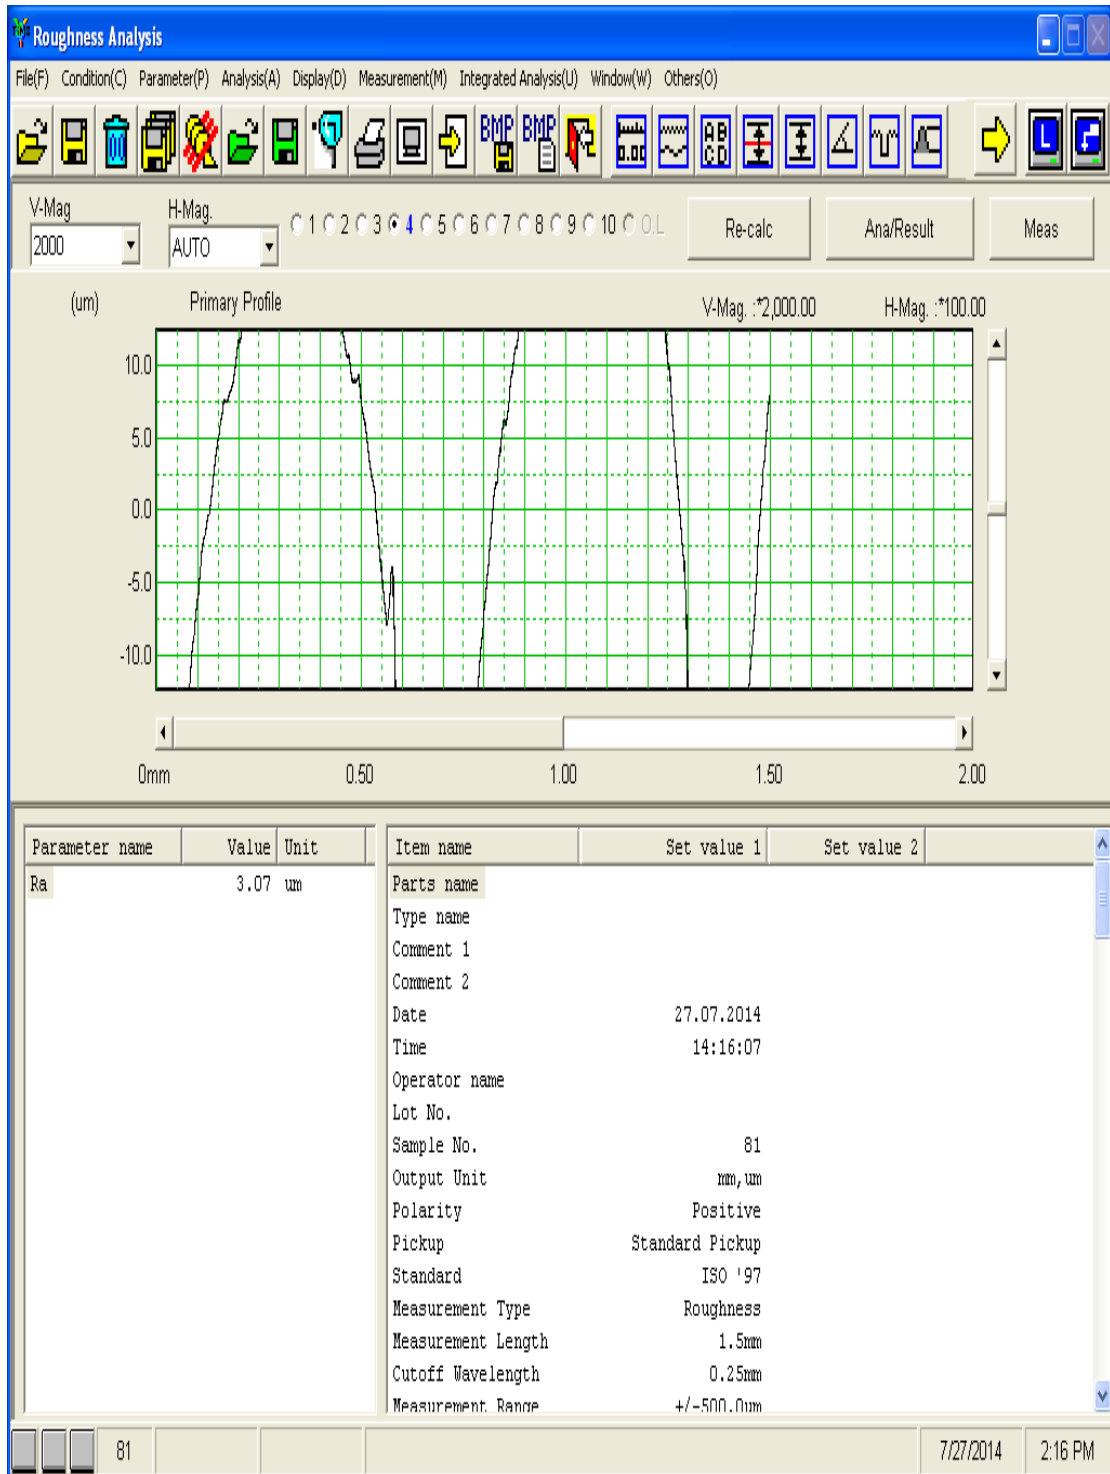 Roughness Analysis
File(F) Condition(C) Parameter(P) Analysis(A) Display(D) Measurement(M) Integrated Analysis(U) Window(W) Others(O)
BMP BMP 0.00 AB CD L
V-Mag H-Mag.
2000 AUTO 1 2 3 4 5 6 7 8 9 10 O.L Re-calc Ana/Result Meas
(um) Primary Profile V-Mag. :*2,000.00 H-Mag. :*100.00
10.0
5.0
0.0
-5.0
-10.0
0mm 0.50 1.00 1.50 2.00
Parameter name Value Unit
Ra 3.07 um
Item name Set value 1 Set value 2
Parts name
Type name
Comment 1
Comment 2
Date 27.07.2014
Time 14:16:07
Operator name
Lot No.
Sample No. 81
Output Unit mm,um
Polarity Positive
Pickup Standard Pickup
Standard ISO '97
Measurement Type Roughness
Measurement Length 1.5mm
Cutoff Wavelength 0.25mm
Measurement Range +/-500.0um
81 7/27/2014 2:16 PM